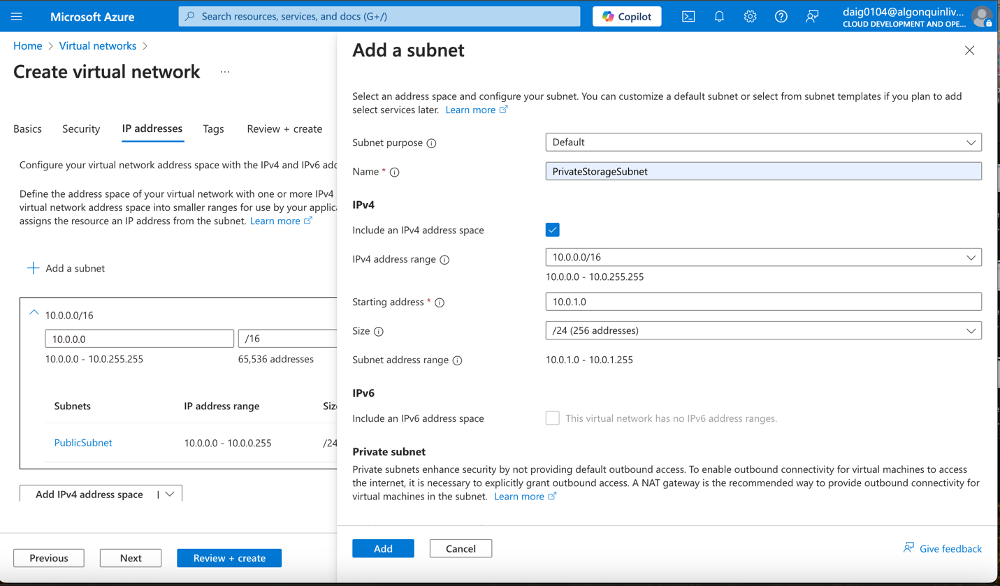 Microsoft Azure
Search resources, services, and docs (G+/)
Copilot
daig0104@algonquinliv...
CLOUD DEVELOPMENT AND OPE...
Home > Virtual networks >
Create virtual network ...
Basics Security IP addresses Tags Review + create
Configure your virtual network address space with the IPv4 and IPv6 add
Define the address space of your virtual network with one or more IPv4
virtual network address space into smaller ranges for use by your applica
assigns the resource an IP address from the subnet. Learn more
+ Add a subnet
10.0.0.0/16
10.0.0.0 /16
10.0.0.0 - 10.0.255.255 65,536 addresses
Subnets IP address range Siz
PublicSubnet 10.0.0.0 - 10.0.0.255 /24
Add IPv4 address space |
Previous Next Review + create
Add a subnet
Select an address space and configure your subnet. You can customize a default subnet or select from subnet templates if you plan to add
select services later. Learn more
Subnet purpose Default
Name * PrivateStorageSubnet
IPv4
Include an IPv4 address space
IPv4 address range 10.0.0.0/16
10.0.0.0 - 10.0.255.255
Starting address * 10.0.1.0
Size /24 (256 addresses)
Subnet address range 10.0.1.0 - 10.0.1.255
IPv6
Include an IPv6 address space This virtual network has no IPv6 address ranges.
Private subnet
Private subnets enhance security by not providing default outbound access. To enable outbound connectivity for virtual machines to access
the internet, it is necessary to explicitly grant outbound access. A NAT gateway is the recommended way to provide outbound connectivity for
virtual machines in the subnet. Learn more
Add Cancel Give feedback